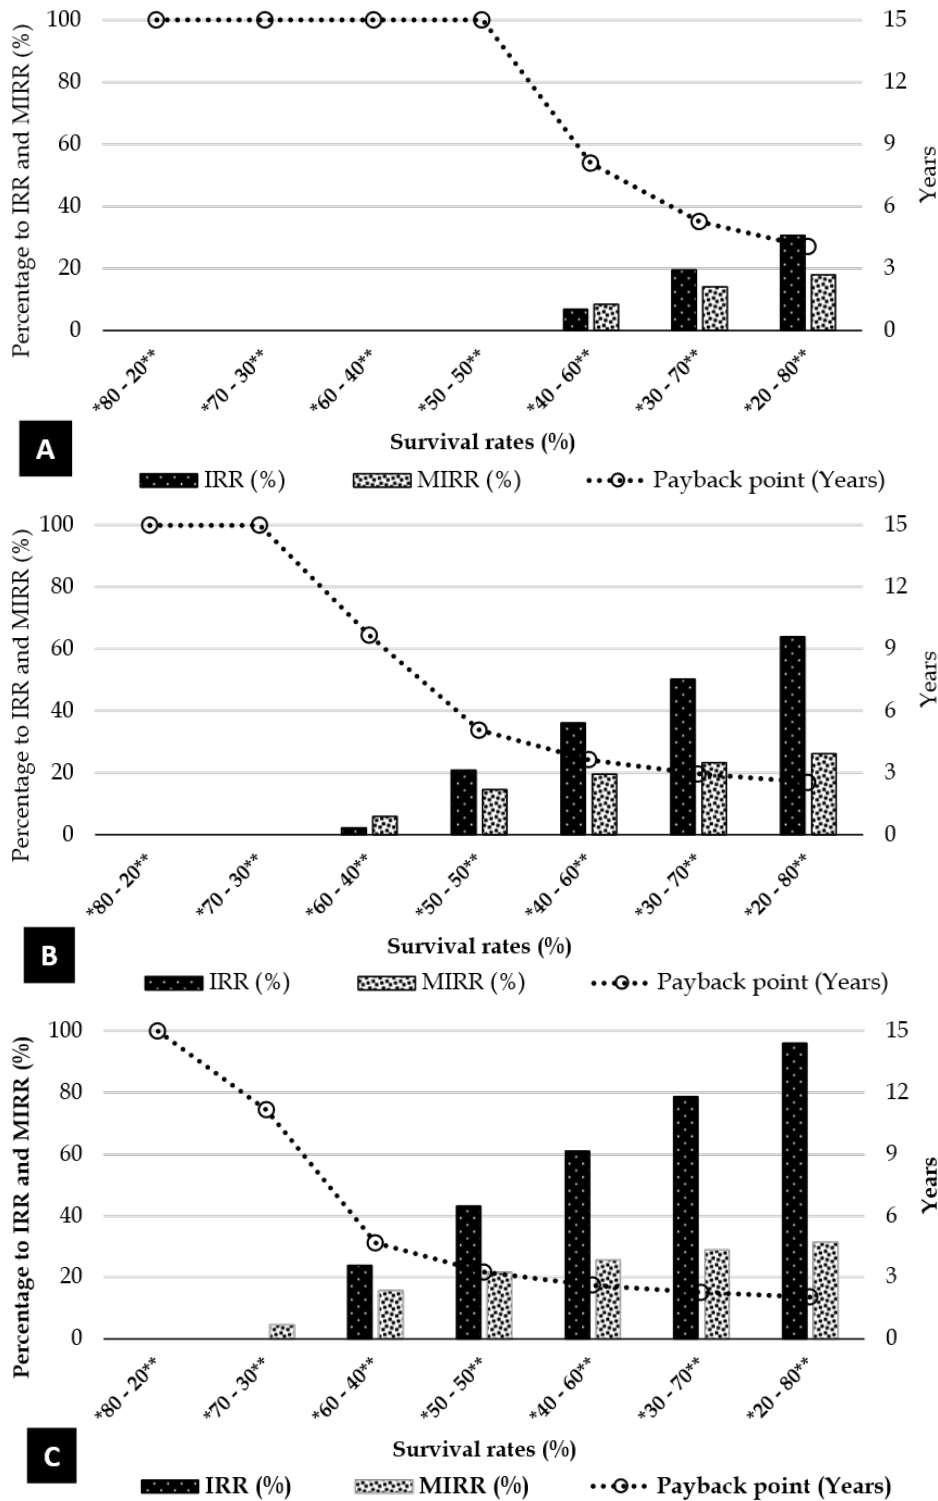 Percentage to IRR and MIRR (%)
100
80
60
40
20
0
15
12
9
6
3
0
Years
*80 - 20**
*70 - 30**
*60 - 40**
*50 - 50**
*40 - 60**
*30 - 70**
*20 - 80**
A
Survival rates (%)
IRR (%) MIRR (%) Payback point (Years)
Percentage to IRR and MIRR (%)
100
80
60
40
20
0
15
12
9
6
3
0
Years
*80 - 20**
*70 - 30**
*60 - 40**
*50 - 50**
*40 - 60**
*30 - 70**
*20 - 80**
B
Survival rates (%)
IRR (%) MIRR (%) Payback point (Years)
Percentage to IRR and MIRR (%)
100
80
60
40
20
0
15
12
9
6
3
0
Years
*80 - 20**
*70 - 30**
*60 - 40**
*50 - 50**
*40 - 60**
*30 - 70**
*20 - 80**
C
Survival rates (%)
IRR (%) MIRR (%) Payback point (Years)